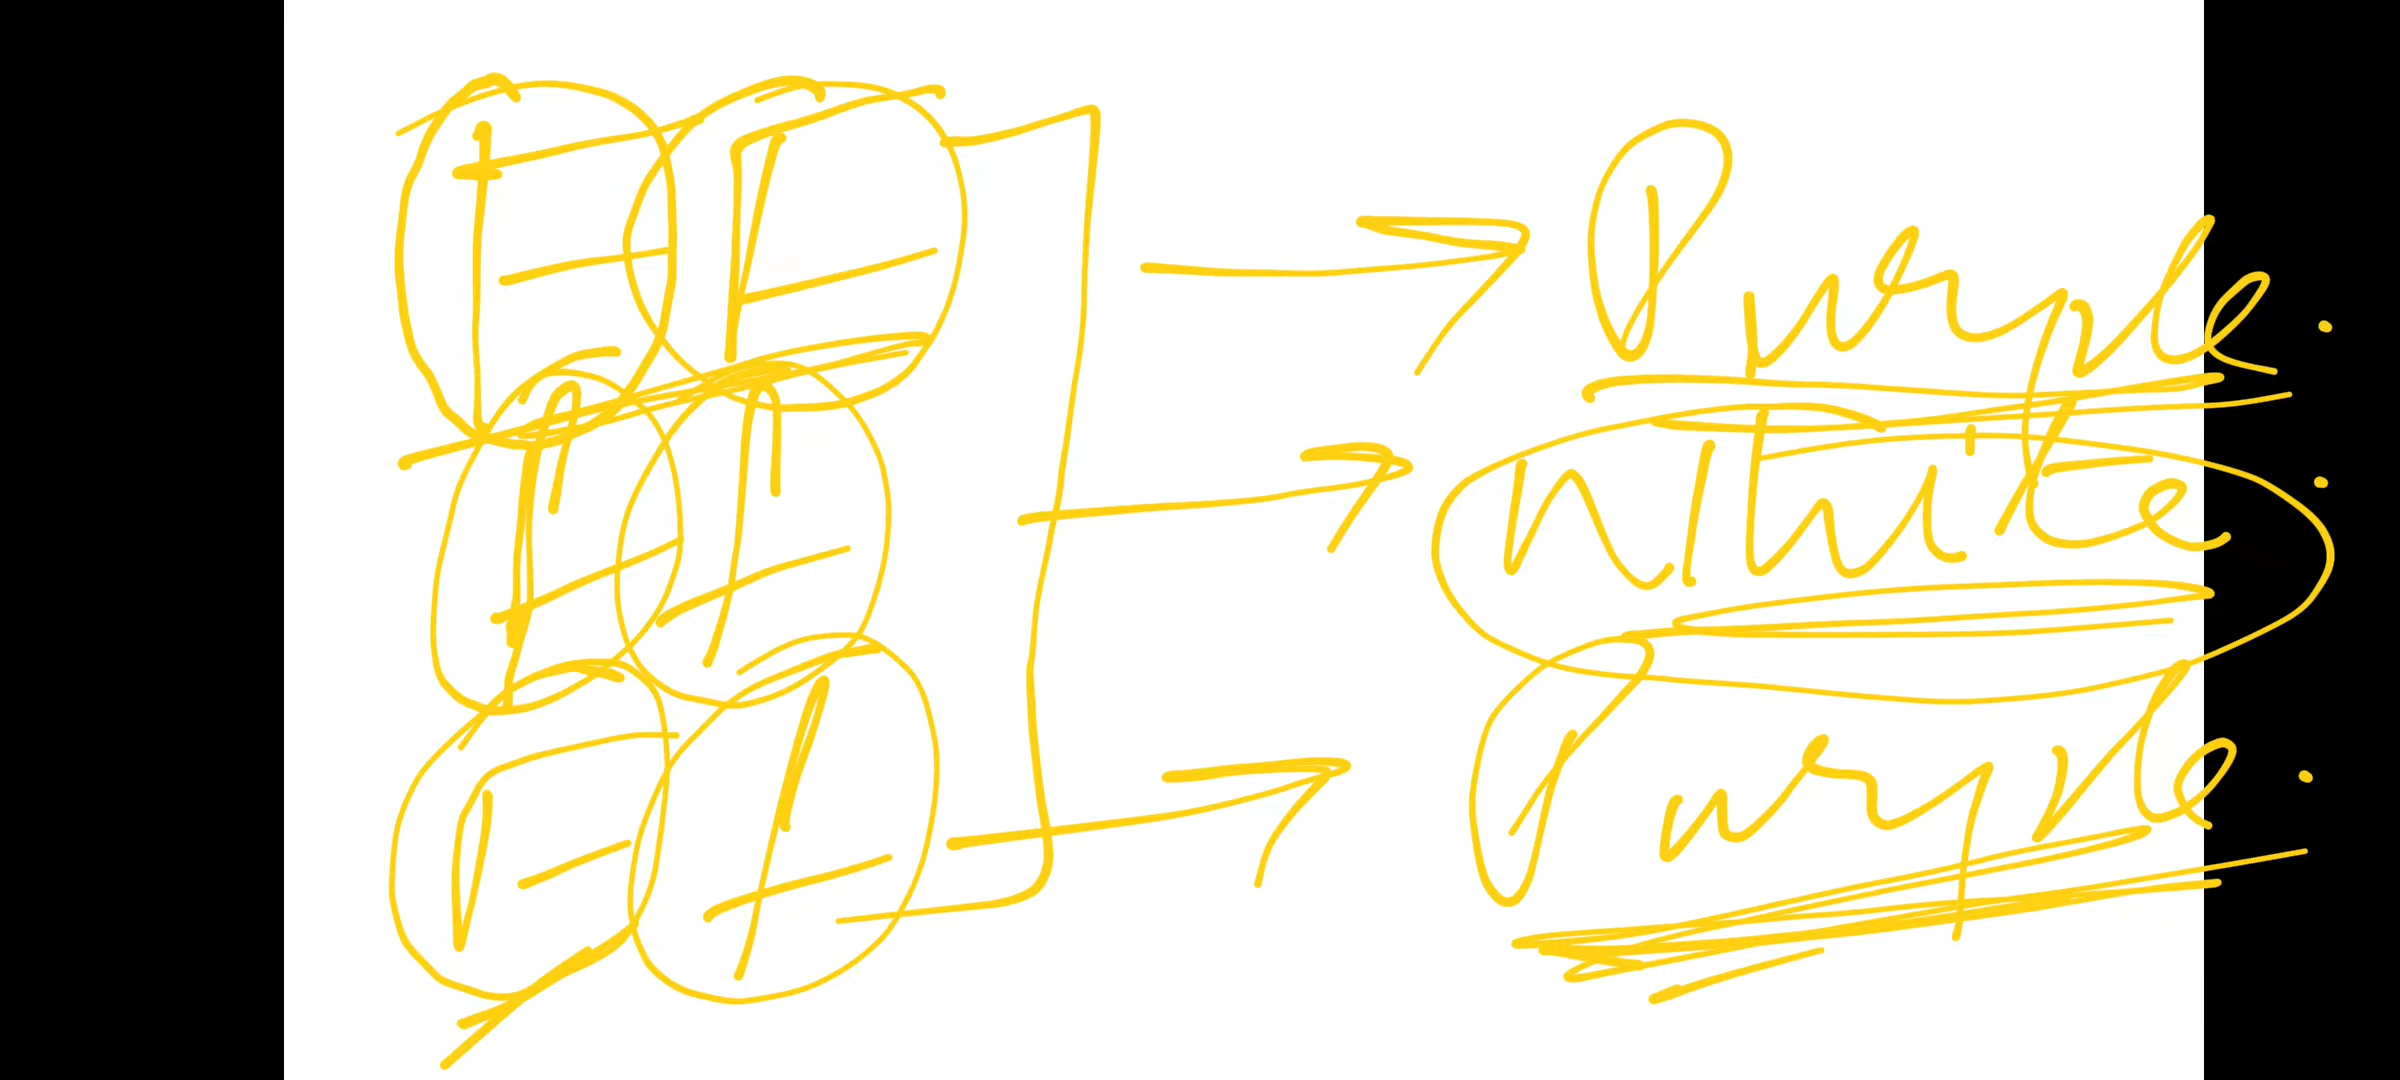 F F → Purple.
F F → White.
F F → Purple.